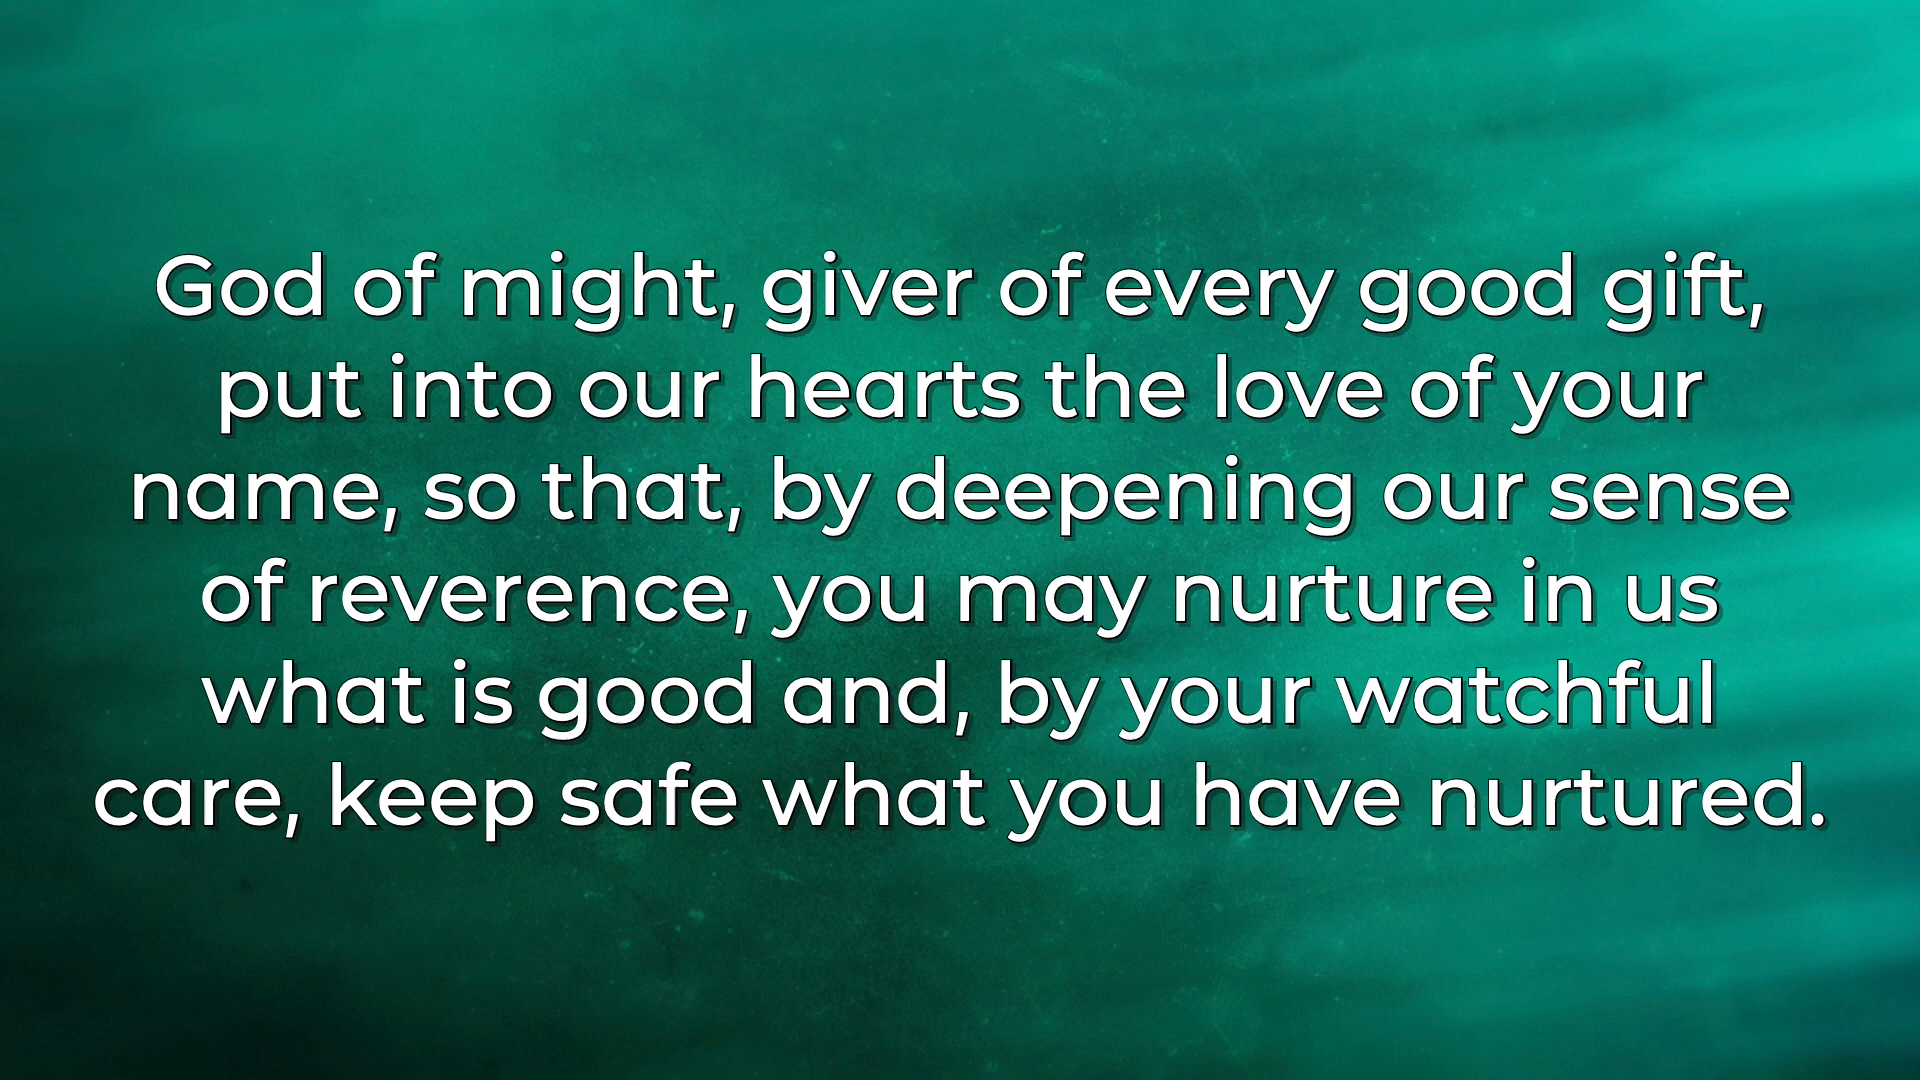 God of might, giver of every good gift,
put into our hearts the love of your
name, so that, by deepening our sense
of reverence, you may nurture in us
what is good and, by your watchful
care, keep safe what you have nurtured.